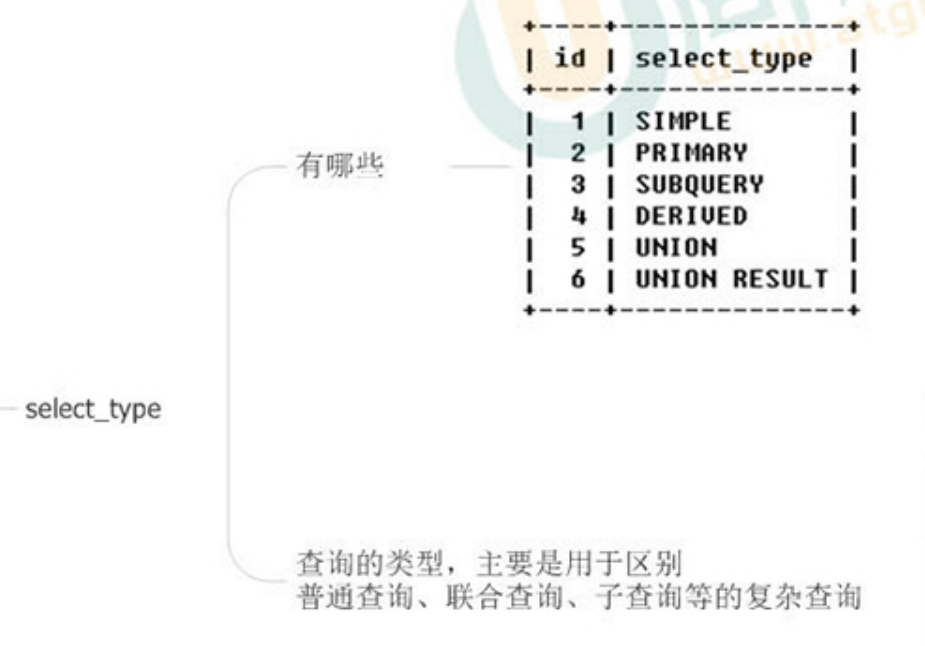 +----+--------------+
| id | select_type |
+----+--------------+
| 1 | SIMPLE |
| 2 | PRIMARY |
| 3 | SUBQUERY |
| 4 | DERIVED |
| 5 | UNION |
| 6 | UNION RESULT |
+----+--------------+
有哪些
select_type
查询的类型，主要是用于区别
普通查询、联合查询、子查询等的复杂查询